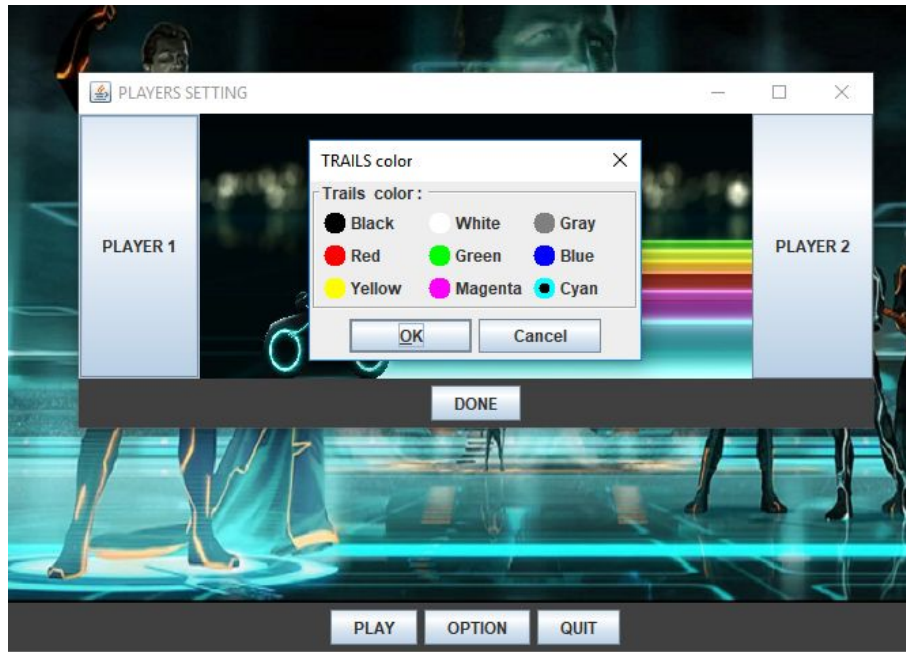 PLAYERS SETTING
TRAILS color
Trails color :
Black White Gray
Red Green Blue
Yellow Magenta Cyan
OK Cancel
PLAYER 1
PLAYER 2
DONE
PLAY OPTION QUIT